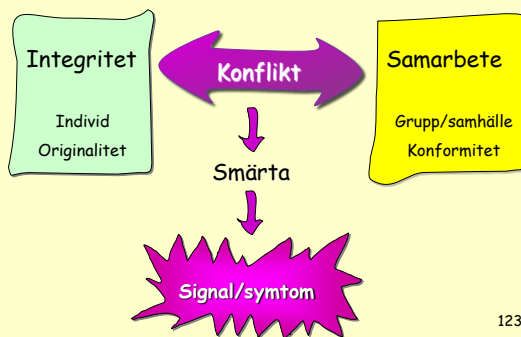 Integritet
Individ
Originalitet
Konflikt
Samarbete
Grupp/samhälle
Konformitet
Smärta
Signal/symtom
123